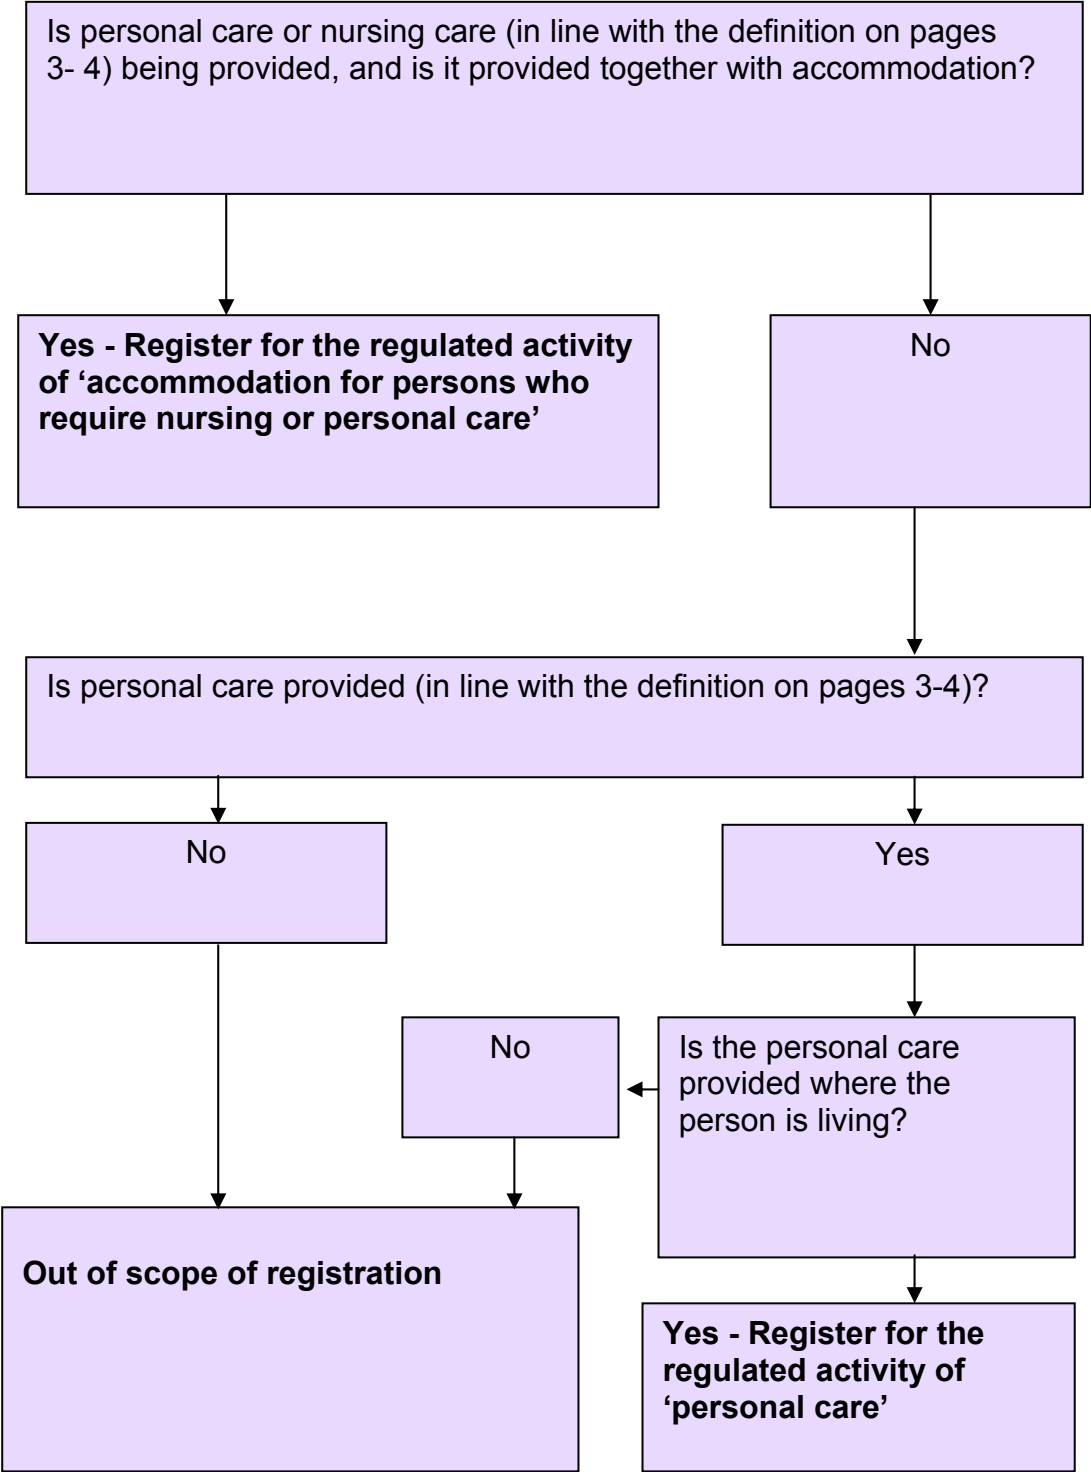 Is personal care or nursing care (in line with the definition on pages
3- 4) being provided, and is it provided together with accommodation?
Yes - Register for the regulated activity
of ‘accommodation for persons who
require nursing or personal care’
No
Is personal care provided (in line with the definition on pages 3-4)?
No
Yes
No
Is the personal care
provided where the
person is living?
Out of scope of registration
Yes - Register for the
regulated activity of
‘personal care’